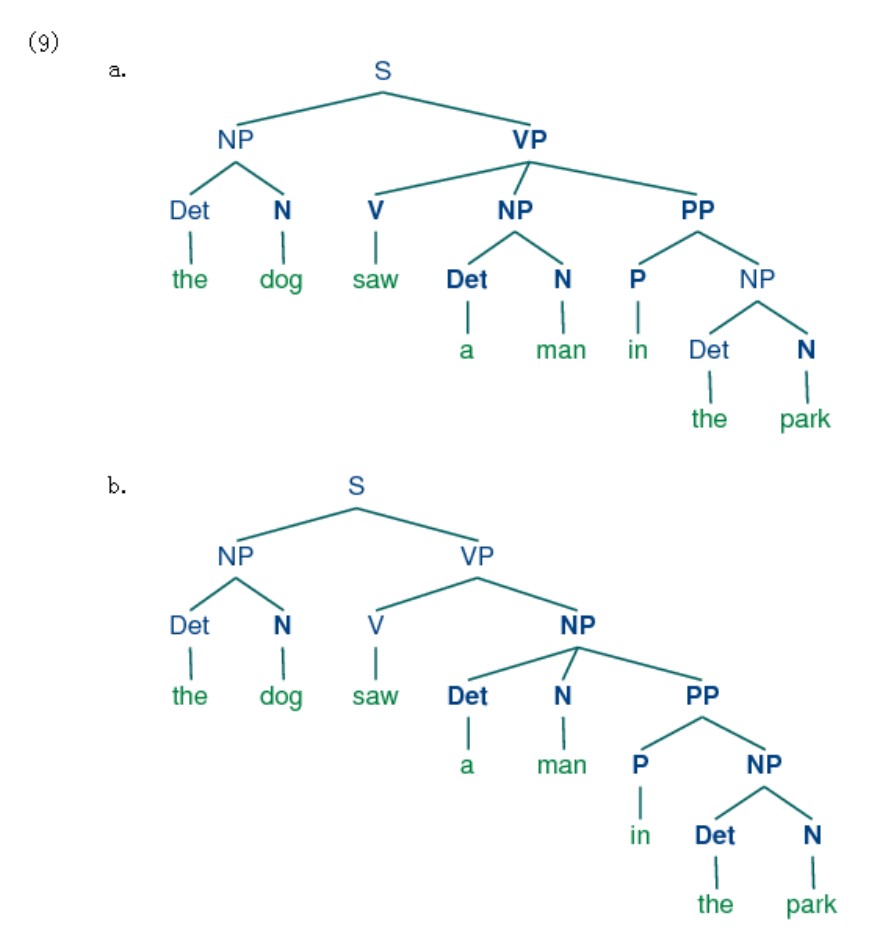 (9)
a. S
NP VP
Det N V NP PP
the dog saw Det N P NP
a man in Det N
the park
b. S
NP VP
Det N V NP
the dog saw Det N PP
a man P NP
in Det N
the park